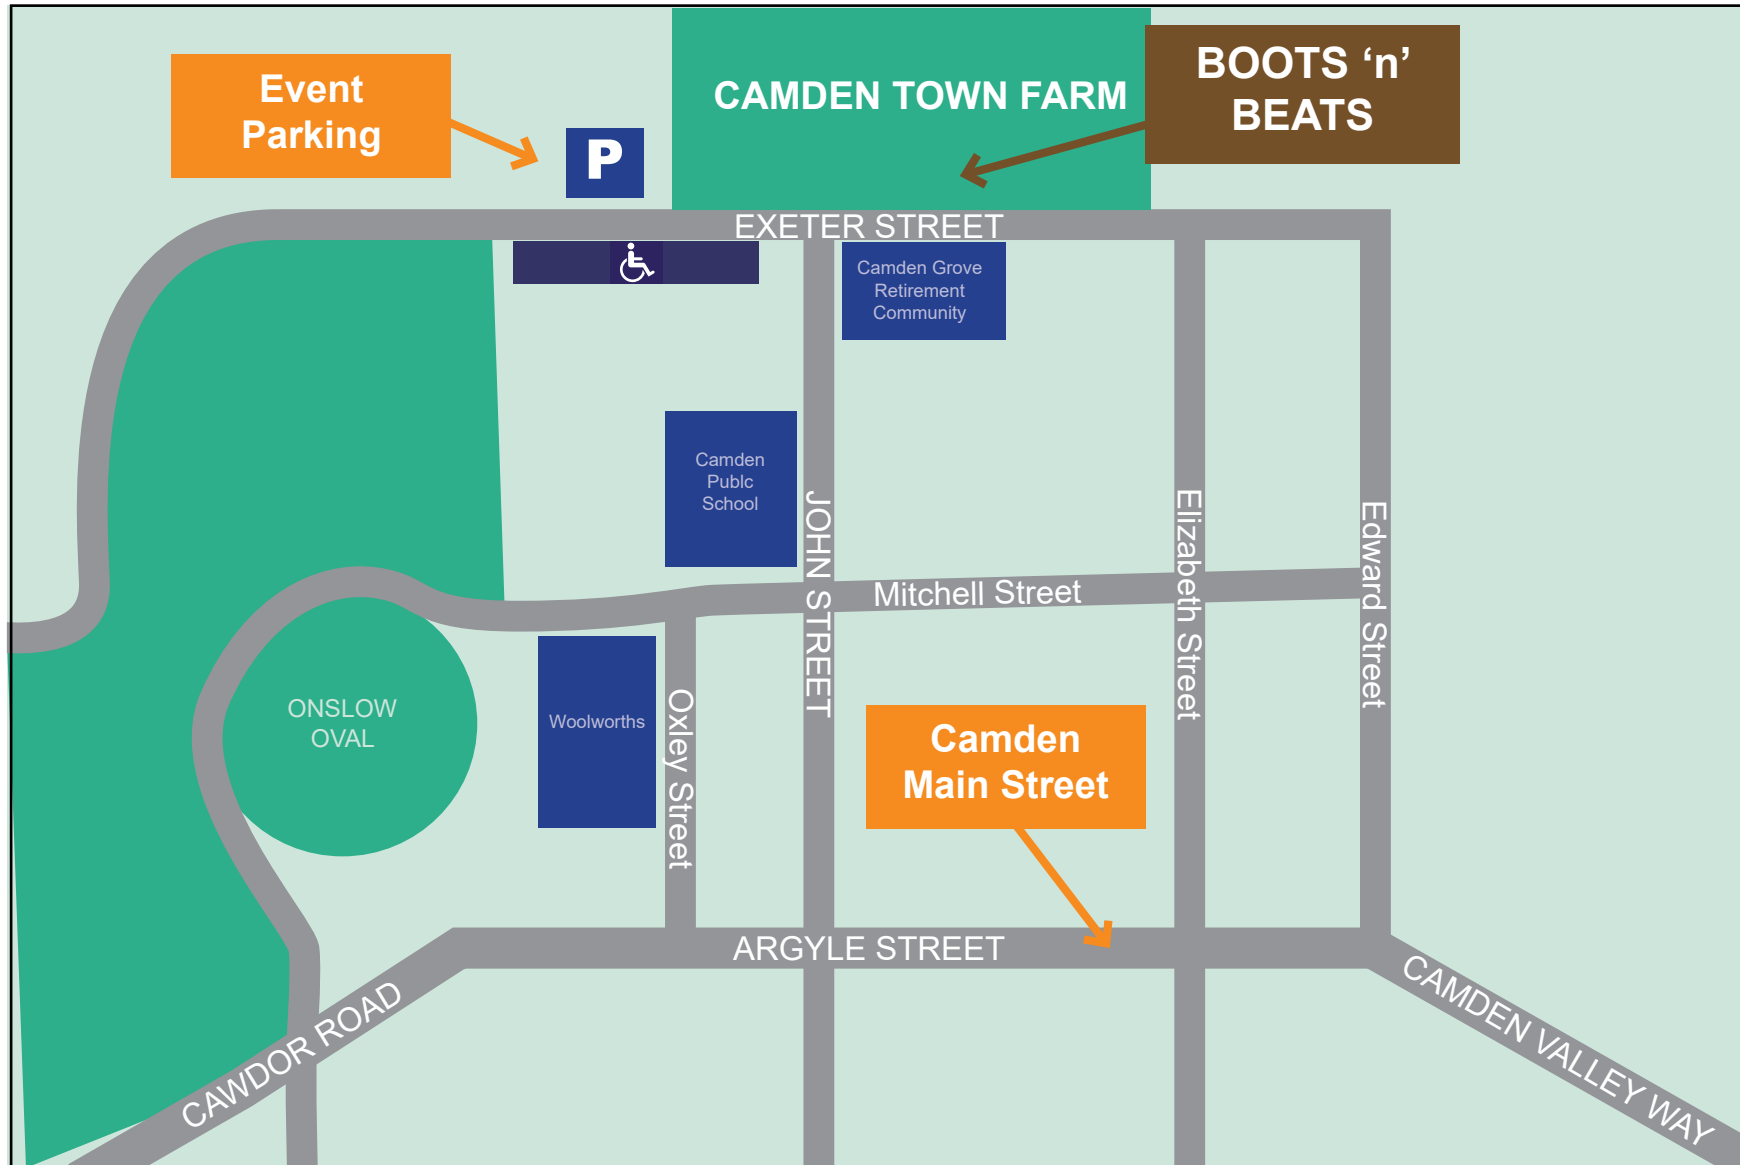 Event
Parking
P
CAMDEN TOWN FARM
BOOTS ‘n’
BEATS
EXETER STREET
Camden Grove
Retirement
Community
Camden
Publc
School
JOHN STREET
Elizabeth Street
Edward Street
Mitchell Street
ONSLOW
OVAL
Woolworths
Oxley Street
Camden
Main Street
ARGYLE STREET
CAWDOR ROAD
CAMDEN VALLEY WAY